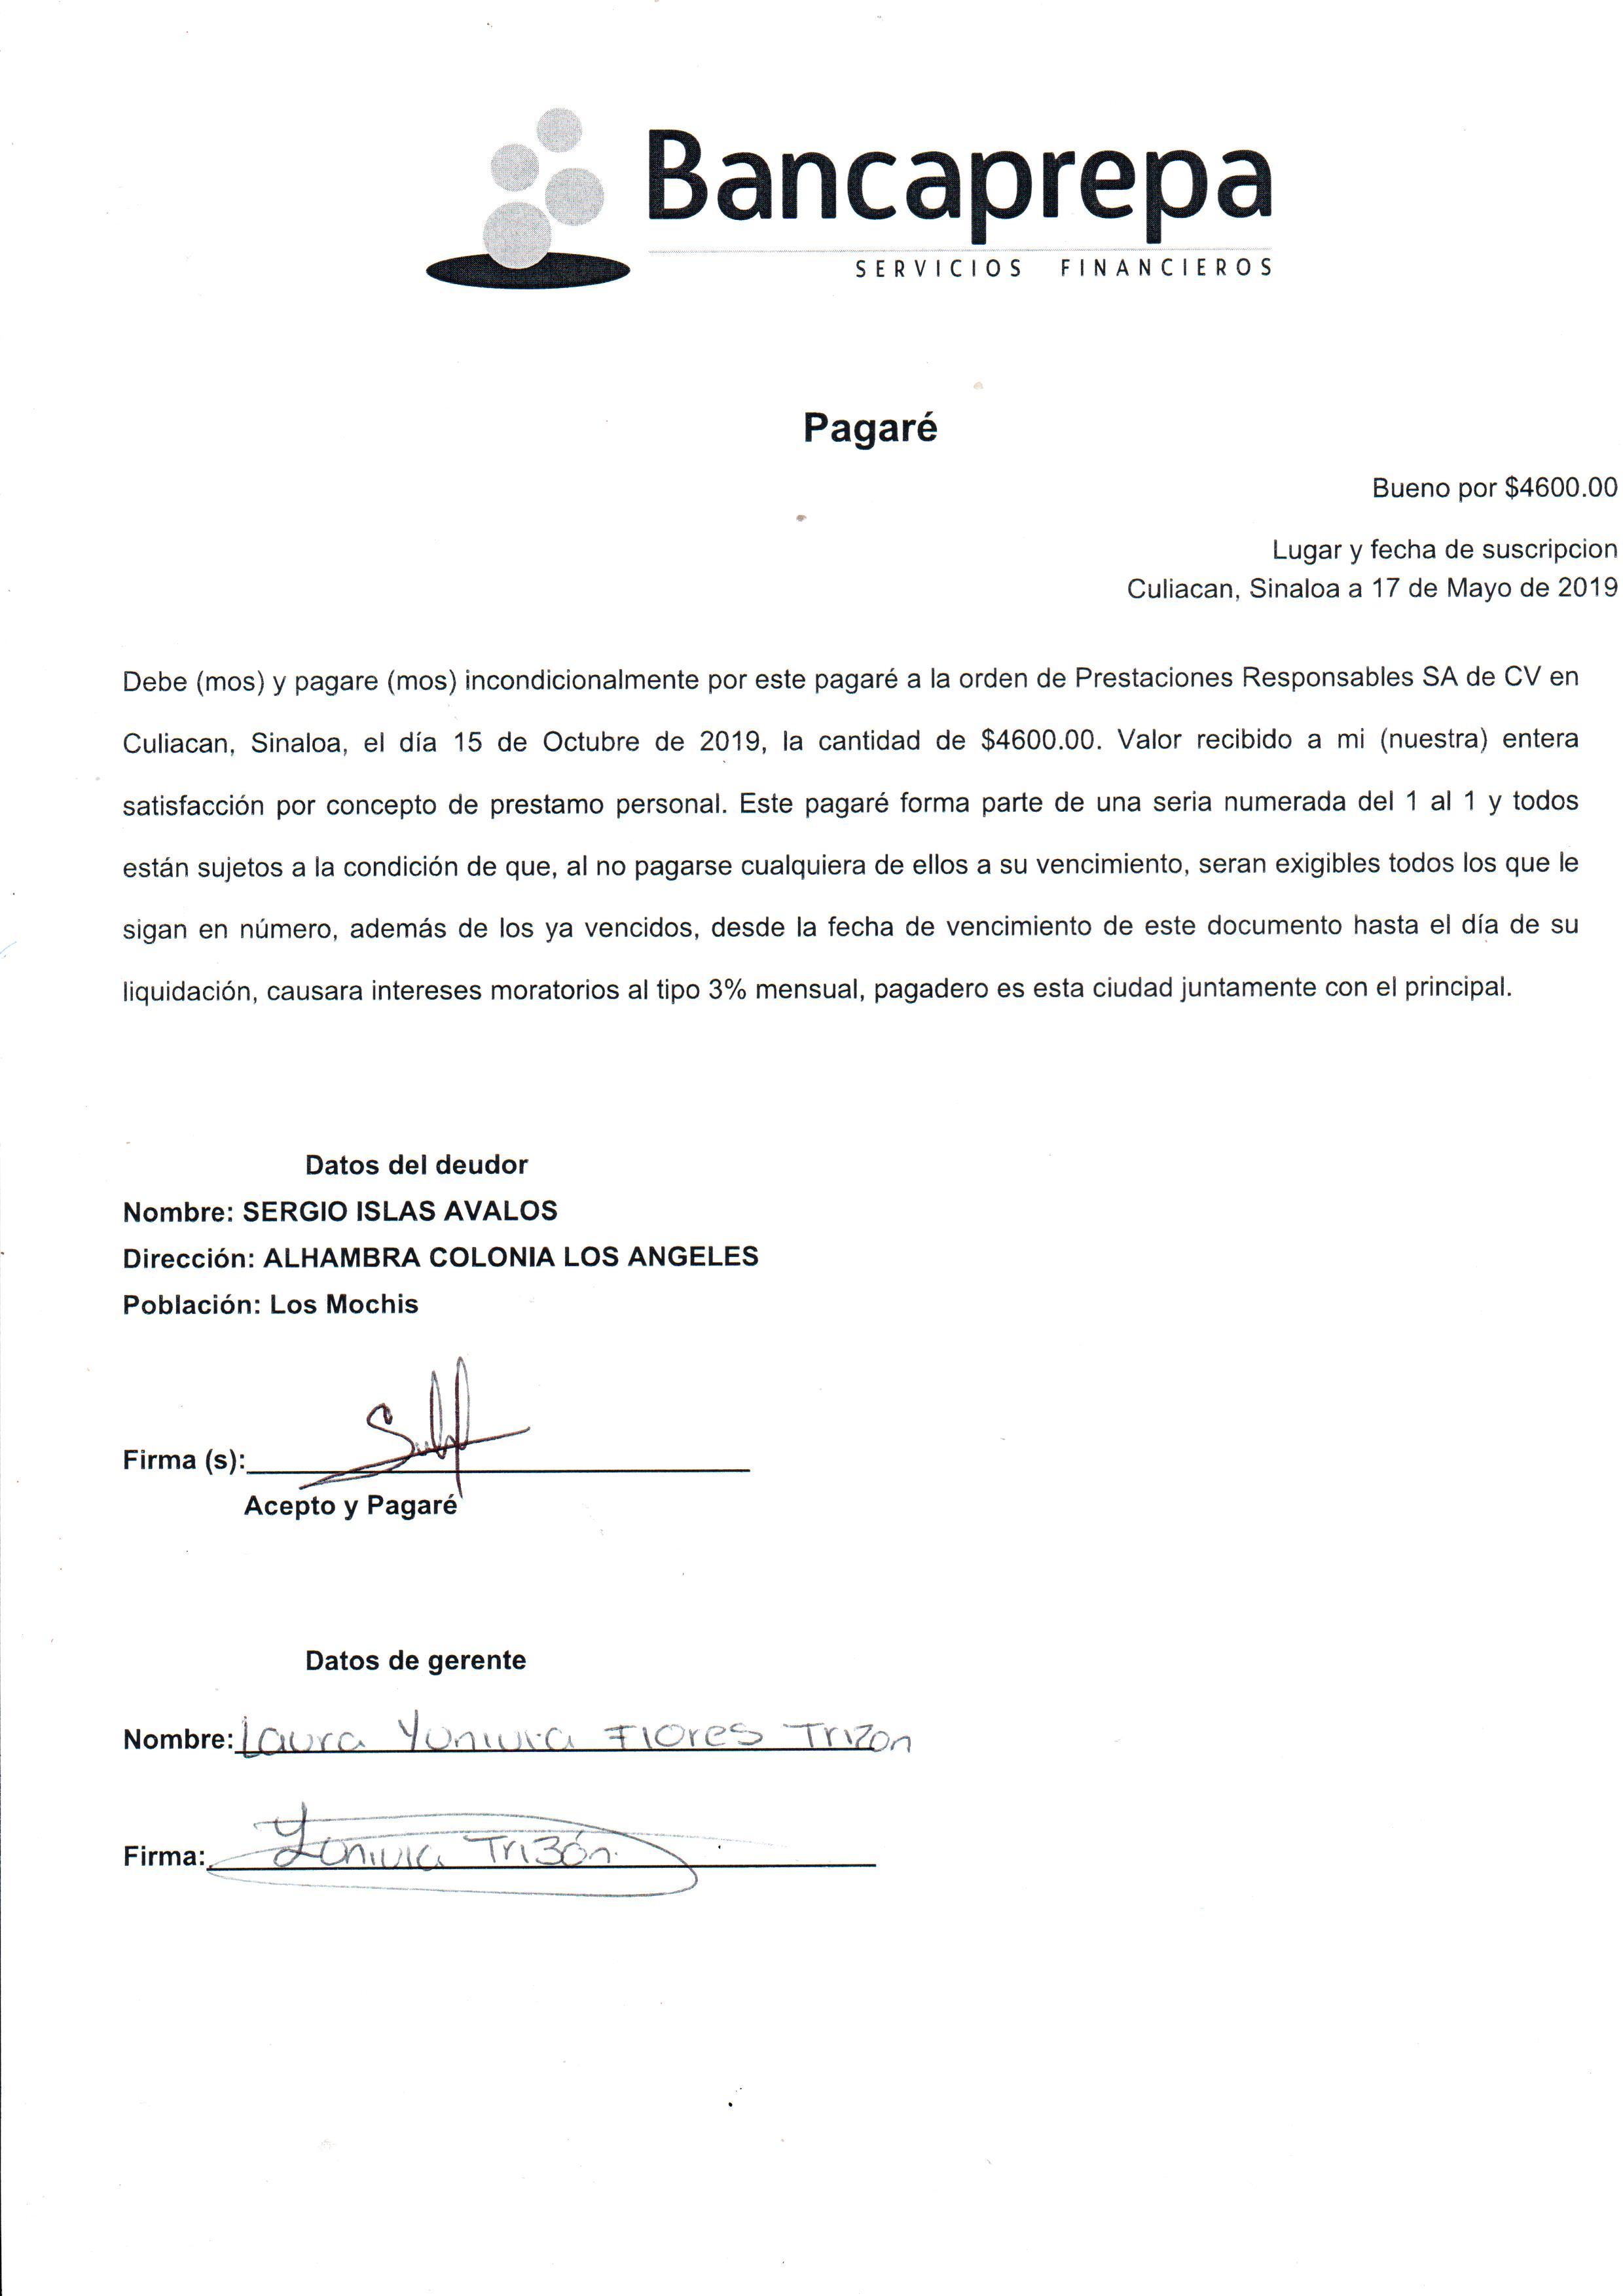 Bancaprepa
SERVICIOS FINANCIEROS
Pagaré
Bueno por $4600.00
Lugar y fecha de suscripcion
Culiacan, Sinaloa a 17 de Mayo de 2019
Debe (mos) y pagare (mos) incondicionalmente por este pagaré a la orden de Prestaciones Responsables SA de CV en
Culiacan, Sinaloa, el día 15 de Octubre de 2019, la cantidad de $4600.00. Valor recibido a mi (nuestra) entera
satisfacción por concepto de prestamo personal. Este pagaré forma parte de una seria numerada del 1 al 1 y todos
están sujetos a la condición de que, al no pagarse cualquiera de ellos a su vencimiento, seran exigibles todos los que le
sigan en número, además de los ya vencidos, desde la fecha de vencimiento de este documento hasta el día de su
liquidación, causara intereses moratorios al tipo 3% mensual, pagadero es esta ciudad juntamente con el principal.
Datos del deudor
Nombre: SERGIO ISLAS AVALOS
Dirección: ALHAMBRA COLONIA LOS ANGELES
Población: Los Mochis
Firma (s):
Acepto y Pagaré
Datos de gerente
Nombre: Laura Yunivia Flores Trizon
Firma: Yunivia Trizón